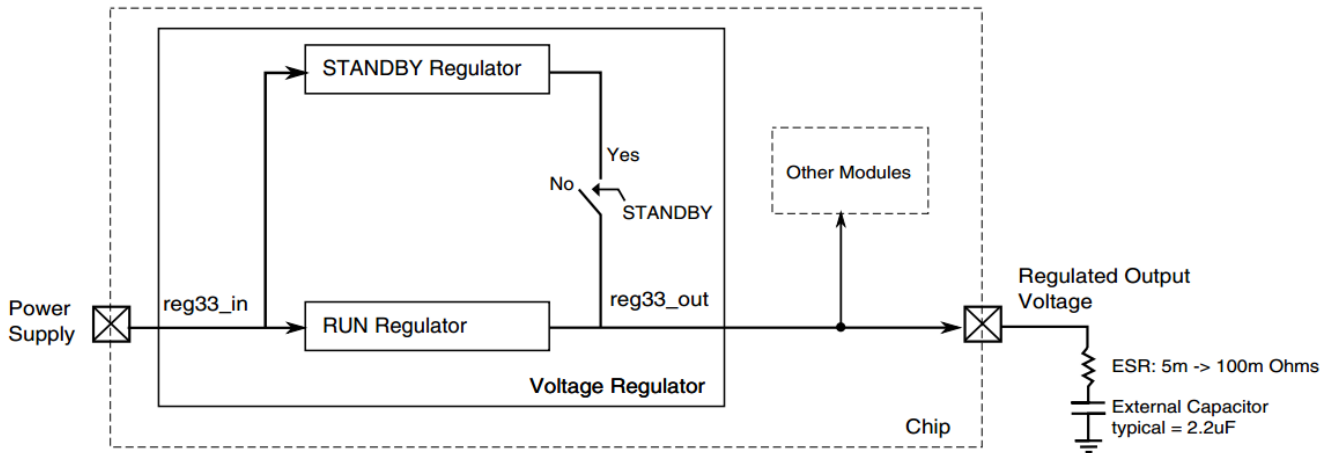 STANDBY Regulator
Yes
No
STANDBY
Other Modules
Power
Supply
reg33_in
RUN Regulator
reg33_out
Regulated Output
Voltage
Voltage Regulator
Chip
ESR: 5m -> 100m Ohms
External Capacitor
typical = 2.2uF